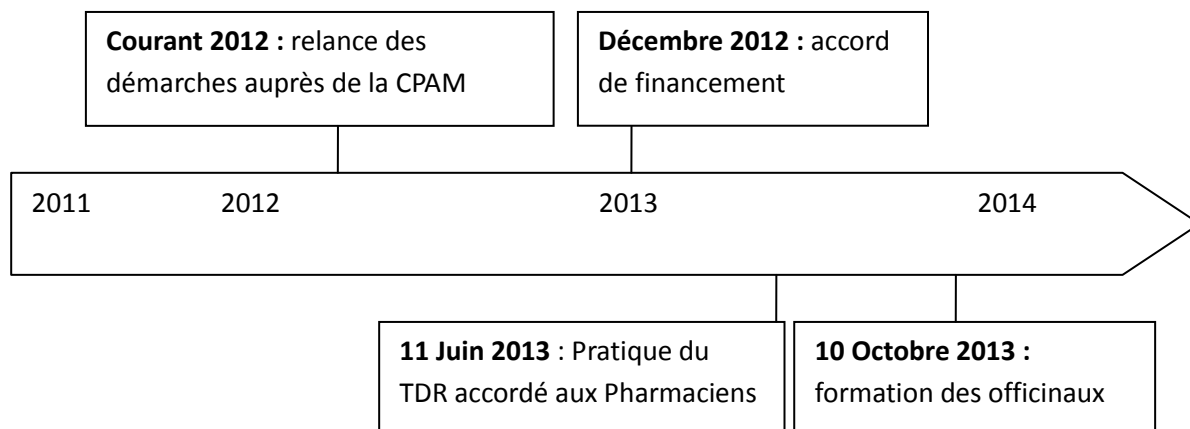 Courant 2012 : relance des
démarches auprès de la CPAM
Décembre 2012 : accord
de financement
2011 2012 2013 2014
11 Juin 2013 : Pratique du
TDR accordé aux Pharmaciens
10 Octobre 2013 :
formation des officinaux